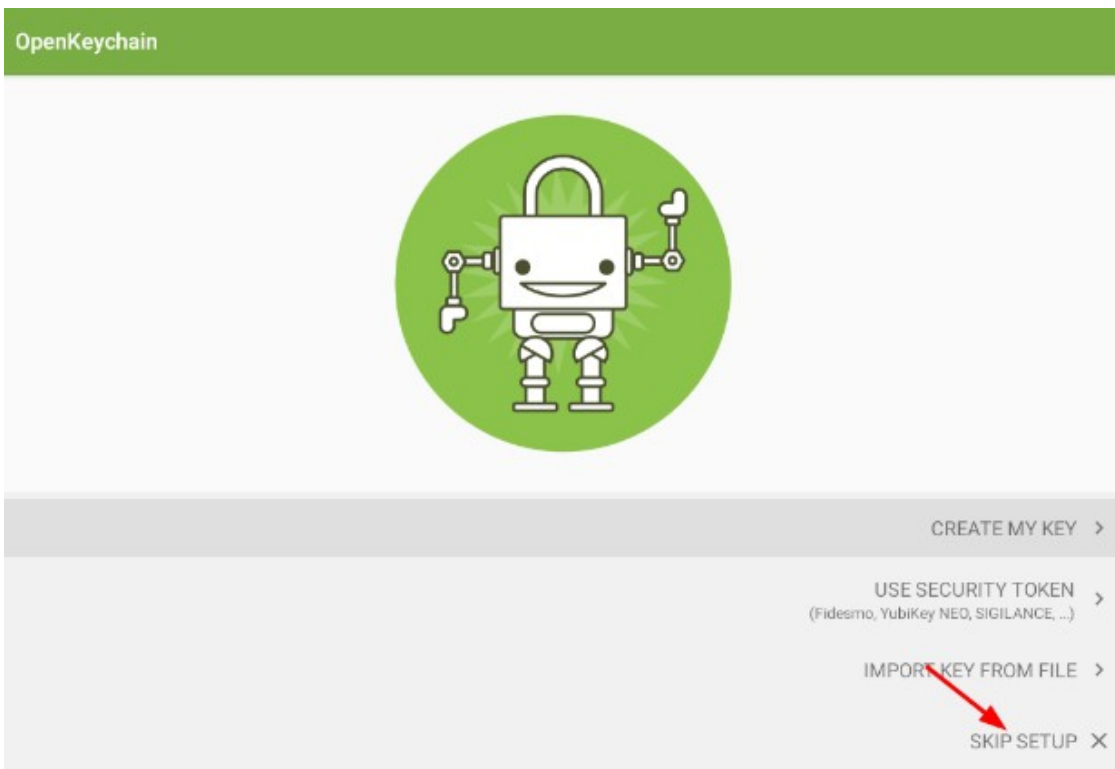 OpenKeychain
CREATE MY KEY
USE SECURITY TOKEN
(Fidesmo, YubiKey NEO, SIGILANCE, ...)
IMPORT KEY FROM FILE
SKIP SETUP